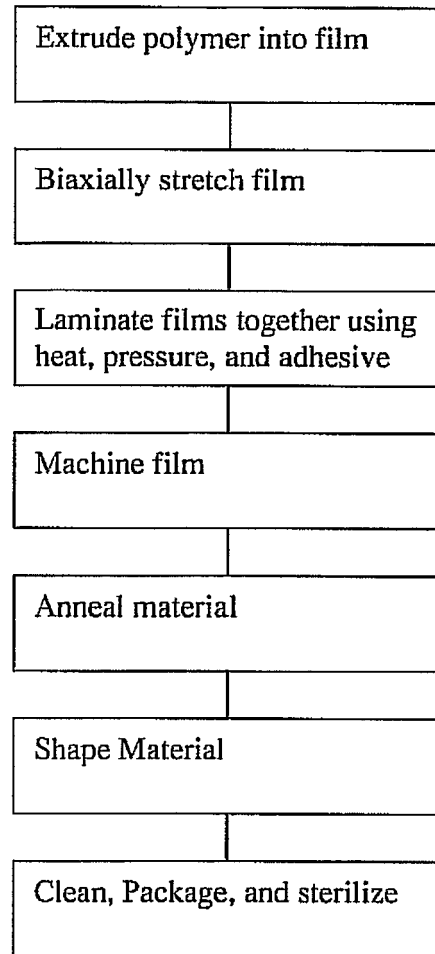 Extrude polymer into film
Biaxially stretch film
Laminate films together using
heat, pressure, and adhesive
Machine film
Anneal material
Shape Material
Clean, Package, and sterilize